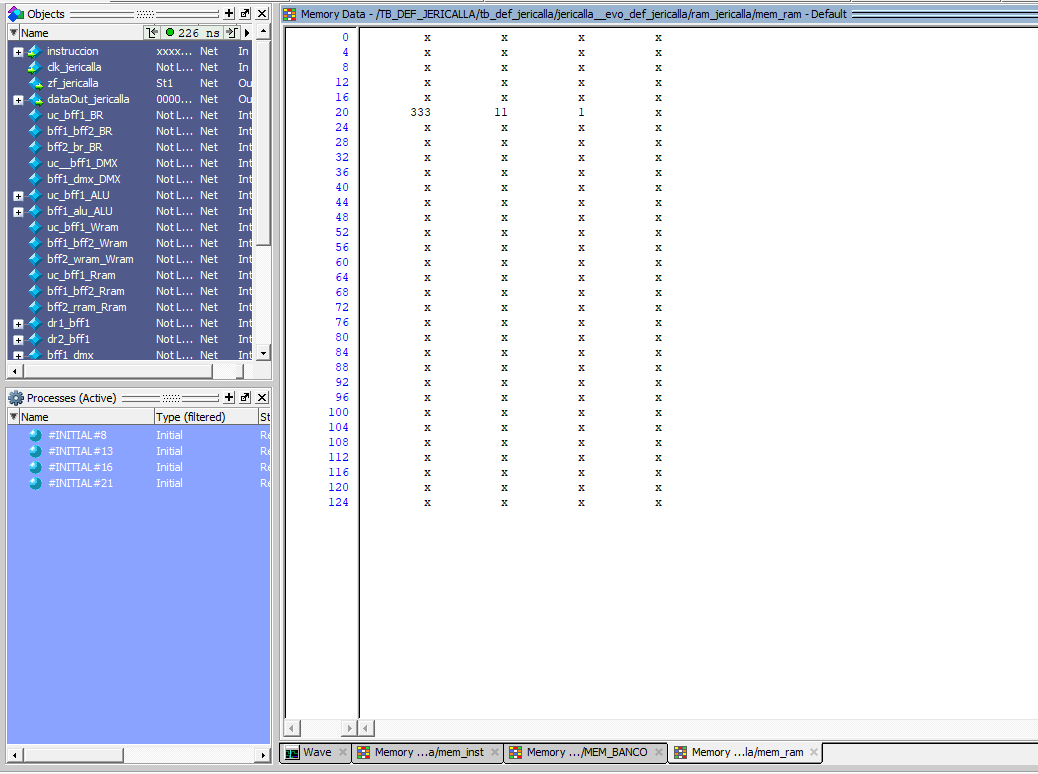 Objects
Name 226 ns
instruccion xxxx... Net In
clk_jericalla Not L... Net In
zf_jericalla St1 Net Ou
dataOut_jericalla 0000... Net Ou
uc_bff1_BR Not L... Net Int
bff1_bff2_BR Not L... Net Int
bff2_br_BR Not L... Net Int
uc__bff1_DMX Not L... Net Int
bff1_dmx_DMX Not L... Net Int
uc_bff1_ALU Not L... Net Int
bff1_alu_ALU Not L... Net Int
uc_bff1_Wram Not L... Net Int
bff1_bff2_Wram Not L... Net Int
bff2_wram_Wram Not L... Net Int
uc_bff1_Rram Not L... Net Int
bff1_bff2_Rram Not L... Net Int
bff2_rram_Rram Not L... Net Int
dr1_bff1 Not L... Net Int
dr2_bff1 Not L... Net Int
bff1_dmx Not L... Net Int
Processes (Active)
Name Type (filtered) St
#INITIAL#8 Initial Re
#INITIAL#13 Initial Re
#INITIAL#16 Initial Re
#INITIAL#21 Initial Re
Memory Data - /TB_DEF_JERICALLA/tb_def_jericalla/jericalla__evo_def_jericalla/ram_jericalla/mem_ram - Default
0 x x x x
4 x x x x
8 x x x x
12 x x x x
16 x x x x
20 333 11 1 x
24 x x x x
28 x x x x
32 x x x x
36 x x x x
40 x x x x
44 x x x x
48 x x x x
52 x x x x
56 x x x x
60 x x x x
64 x x x x
68 x x x x
72 x x x x
76 x x x x
80 x x x x
84 x x x x
88 x x x x
92 x x x x
96 x x x x
100 x x x x
104 x x x x
108 x x x x
112 x x x x
116 x x x x
120 x x x x
124 x x x x
Wave Memory ...a/mem_inst Memory .../MEM_BANCO Memory ...la/mem_ram